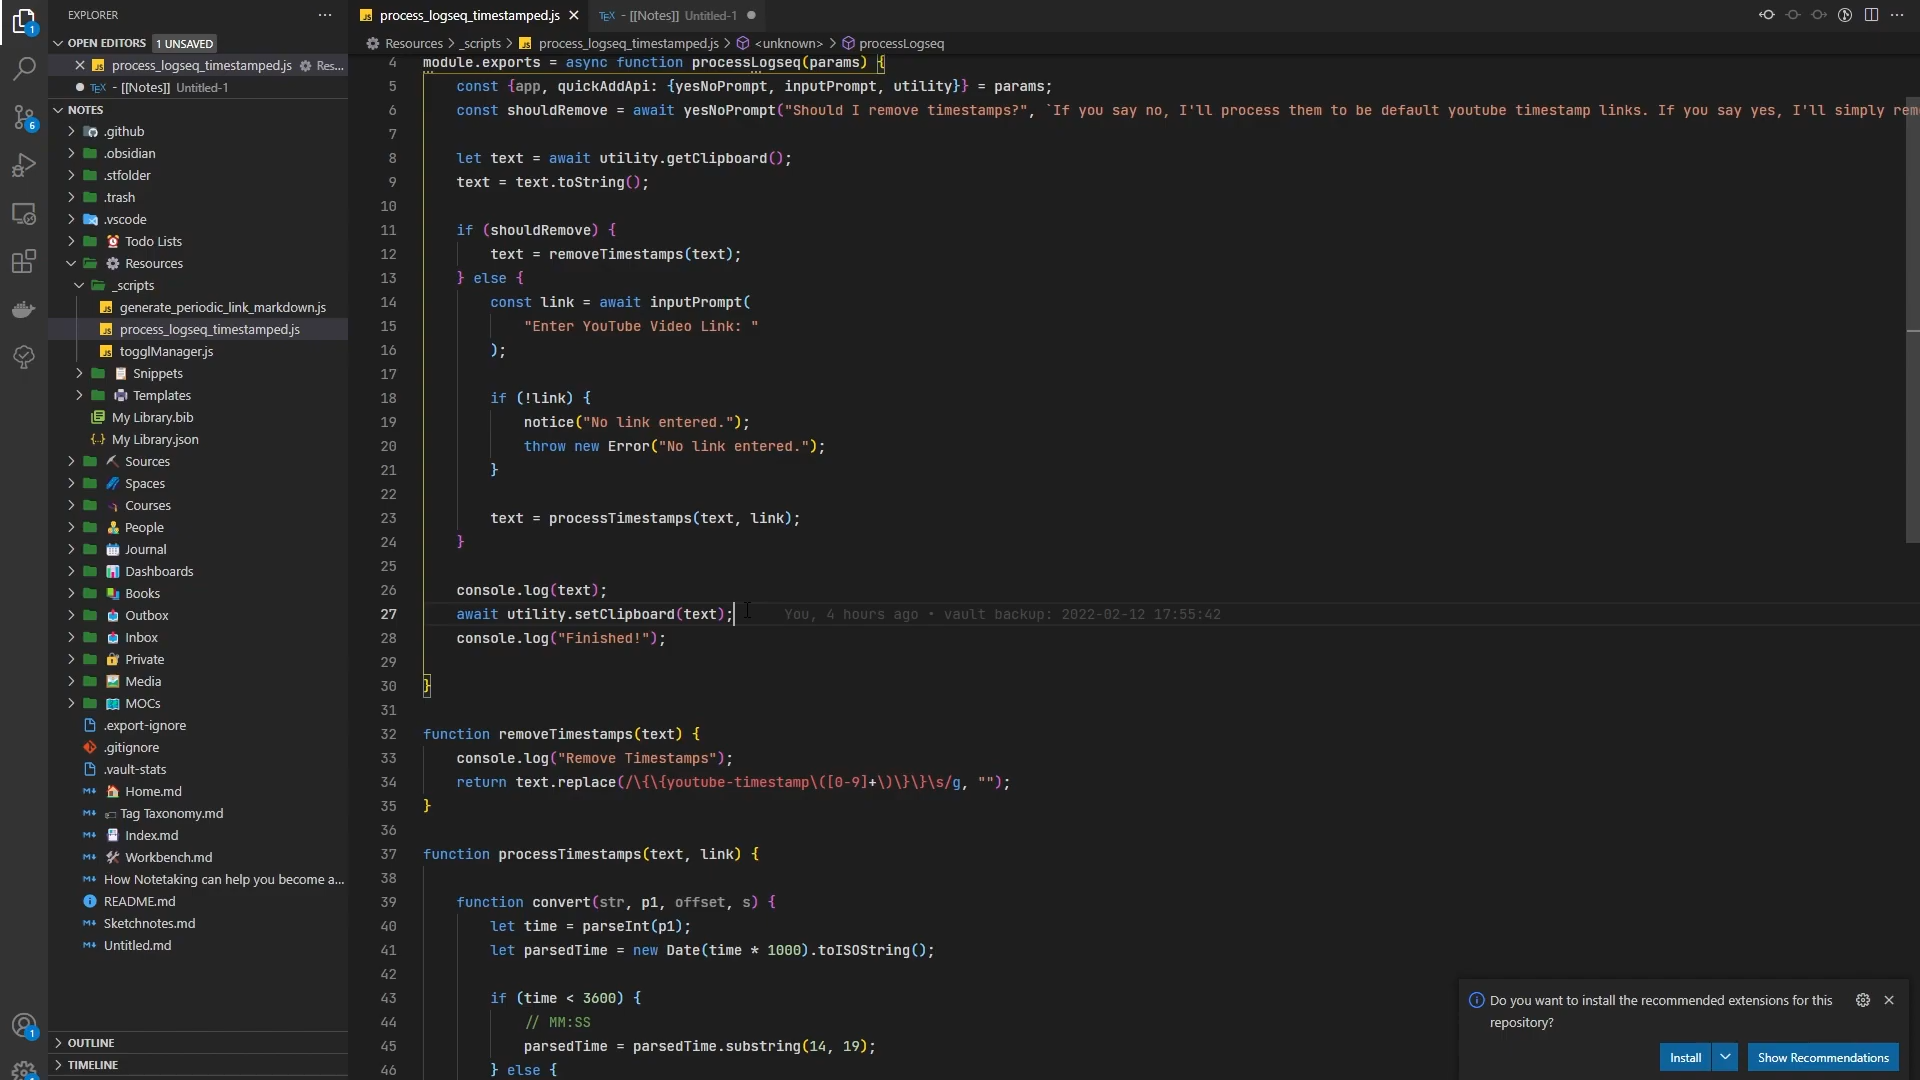 EXPLORER
process_logseq_timestamped.js
TEX - [[Notes]] Untitled-1
OPEN EDITORS 1 UNSAVED
Resources > _scripts > process_logseq_timestamped.js > <unknown> > processLogseq
process_logseq_timestamped.js Res...
TEX - [[Notes]] Untitled-1
NOTES
.github
.obsidian
.stfolder
.trash
.vscode
Todo Lists
Resources
_scripts
generate_periodic_link_markdown.js
process_logseq_timestamped.js
togglManager.js
Snippets
Templates
My Library.bib
My Library.json
Sources
Spaces
Courses
People
Journal
Dashboards
Books
Outbox
Inbox
Private
Media
MOCs
.export-ignore
.gitignore
.vault-stats
Home.md
Tag Taxonomy.md
Index.md
Workbench.md
How Notetaking can help you become a...
README.md
Sketchnotes.md
Untitled.md
OUTLINE
TIMELINE
4 module.exports = async function processLogseq(params) {
5 const {app, quickAddApi: {yesNoPrompt, inputPrompt, utility}} = params;
6 const shouldRemove = await yesNoPrompt("Should I remove timestamps?", `If you say no, I'll process them to be default youtube timestamp links. If you say yes, I'll simply rem
7
8 let text = await utility.getClipboard();
9 text = text.toString();
10
11 if (shouldRemove) {
12 text = removeTimestamps(text);
13 } else {
14 const link = await inputPrompt(
15 "Enter YouTube Video Link: "
16 );
17
18 if (!link) {
19 notice("No link entered.");
20 throw new Error("No link entered.");
21 }
22
23 text = processTimestamps(text, link);
24 }
25
26 console.log(text);
27 await utility.setClipboard(text); You, 4 hours ago • vault backup: 2022-02-12 17:55:42
28 console.log("Finished!");
29
30 }
31
32 function removeTimestamps(text) {
33 console.log("Remove Timestamps");
34 return text.replace(/\{\{youtube-timestamp\([0-9]+\)\}\}\s/g, "");
35 }
36
37 function processTimestamps(text, link) {
38
39 function convert(str, p1, offset, s) {
40 let time = parseInt(p1);
41 let parsedTime = new Date(time * 1000).toISOString();
42
43 if (time < 3600) {
44 // MM:SS
45 parsedTime = parsedTime.substring(14, 19);
46 } else {
Do you want to install the recommended extensions for this
repository?
Install
Show Recommendations
1
6
1